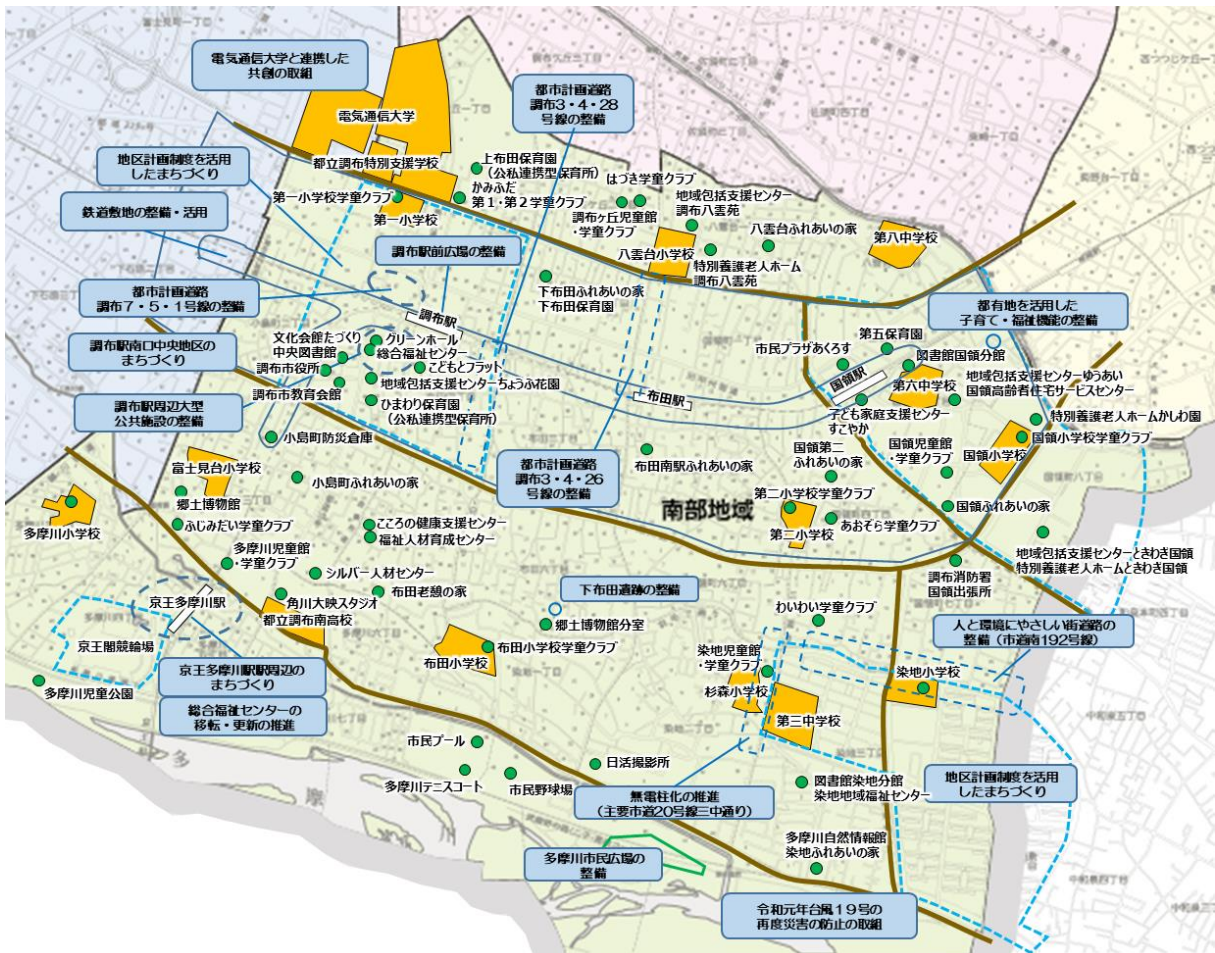 電気通信大学と連携した
共創の取組
都市計画道路
調布3・4・28
号線の整備
電気通信大学
都立調布特別支援学校
地区計画制度を活用
したまちづくり
上布田保育園
(公私連携型保育所)
かみふだ
第1・第2学童クラブ
はづき学童クラブ
調布ケ丘児童館
・学童クラブ
地域包括支援センター
調布八雲苑
八雲台ふれあいの家
第一小学校学童クラブ
第一小学校
鉄道敷地の整備・活用
調布駅前広場の整備
八雲台小学校
特別養護老人ホーム
調布八雲苑
第八中学校
都市計画道路
調布7・5・1号線の整備
下布田ふれあいの家
下布田保育園
都有地を活用した
子育て・福祉機能の整備
調布駅
調布駅南口中央地区の
まちづくり
文化会館たづくり
中央図書館
グリーンホール
総合福祉センター
こどもとフラット
調布市役所
調布市教育会館
地域包括支援センターちょうふ花園
ひまわり保育園
(公私連携型保育所)
布田駅
第五保育園
市民プラザあくろす
図書館国領分館
国領駅
第六中学校
地域包括支援センターゆうあい
国領高齢者在宅サービスセンター
子ども家庭支援センター
すこやか
特別養護老人ホームかしわ園
国領小学校学童クラブ
国領小学校
調布駅周辺大型
公共施設の整備
小島町防災倉庫
都市計画道路
調布3・4・26
号線の整備
布田南駅ふれあいの家
国領第二
ふれあいの家
国領児童館
・学童クラブ
富士見台小学校
小島町ふれあいの家
郷土博物館
南部地域
第二小学校学童クラブ
国領ふれあいの家
多摩川小学校
ふじみだい学童クラブ
こころの健康支援センター
福祉人材育成センター
第二小学校
あおぞら学童クラブ
地域包括支援センターときわぎ国領
特別養護老人ホームときわぎ国領
多摩川児童館
・学童クラブ
シルバー人材センター
布田老憩の家
調布消防署
国領出張所
京王多摩川駅
角川大映スタジオ
都立調布南高校
下布田遺跡の整備
郷土博物館分室
わいわい学童クラブ
人と環境にやさしい街道路の
整備(市道南192号線)
京王閣競輪場
布田小学校
布田小学校学童クラブ
染地児童館
・学童クラブ
杉森小学校
染地小学校
京王多摩川駅駅周辺の
まちづくり
多摩川児童公園
総合福祉センターの
移転・更新の推進
第三中学校
市民プール
日活撮影所
多摩川テニスコート
市民野球場
無電柱化の推進
(主要市道20号線三中通り)
図書館染地分館
染地地域福祉センター
地区計画制度を活用
したまちづくり
多摩川市民広場の
整備
多摩川自然情報館
染地ふれあいの家
令和元年台風19号の
再度災害の防止の取組
多
摩
川